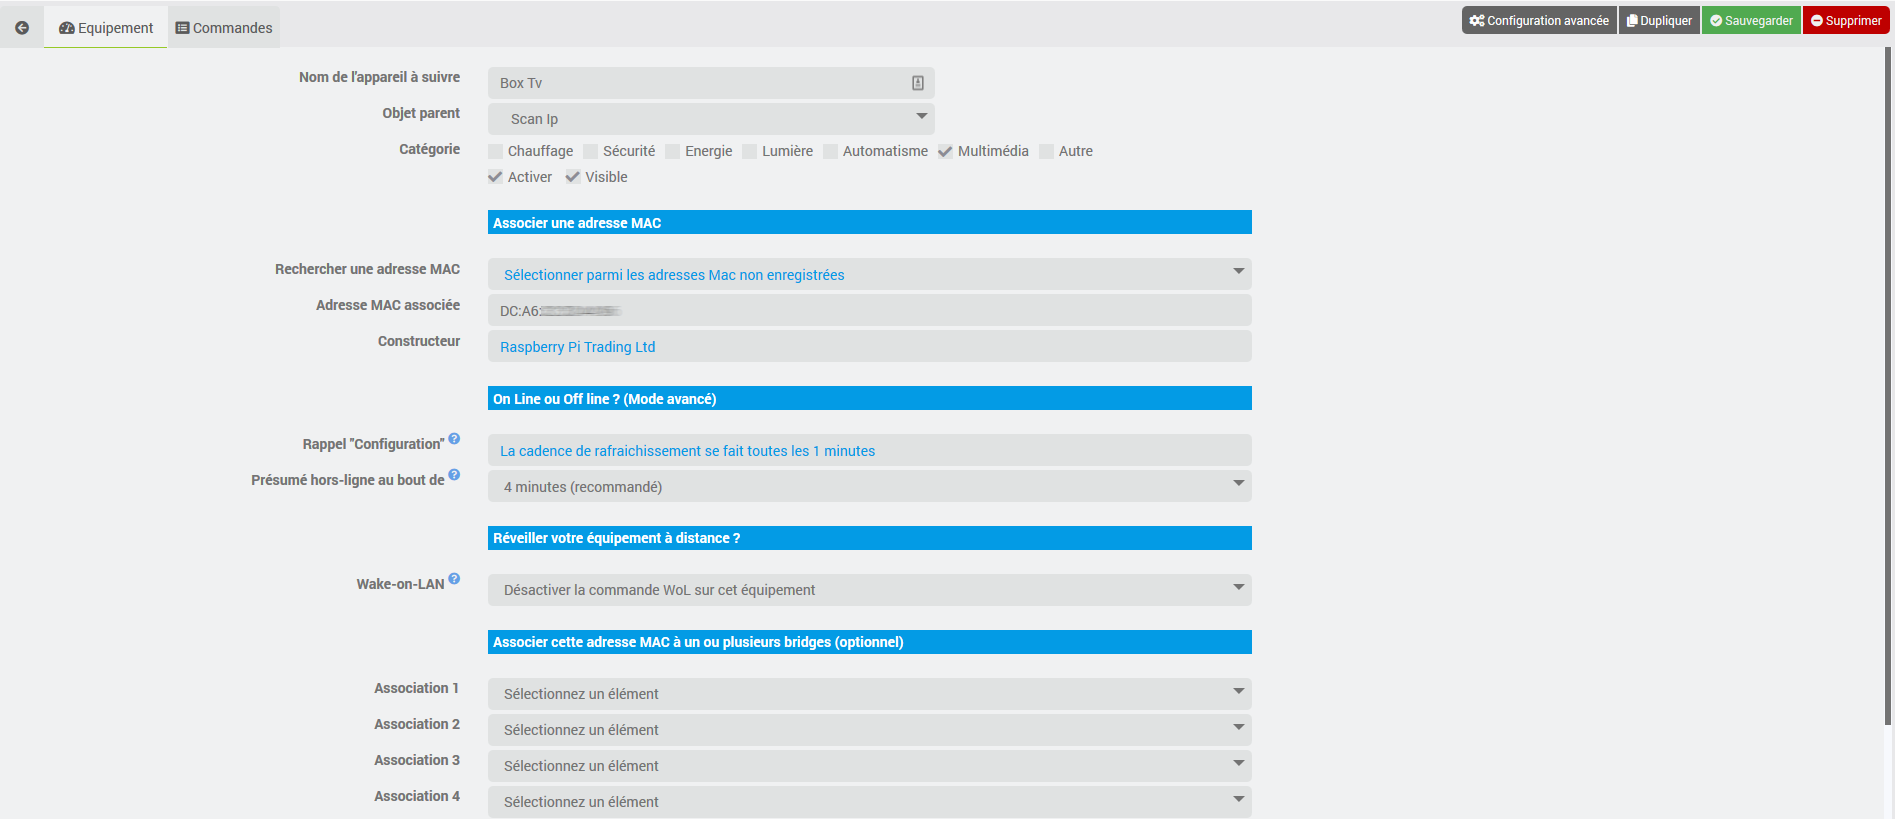 Equipement Commandes Configuration avancée Dupliquer Sauvegarder Supprimer
Nom de l'appareil à suivre Box Tv
Objet parent Scan Ip
Catégorie Chauffage Sécurité Energie Lumière Automatisme Multimédia Autre
Activer Visible
Associer une adresse MAC
Rechercher une adresse MAC Sélectionner parmi les adresses Mac non enregistrées
Adresse MAC associée DC:A6:
Constructeur Raspberry Pi Trading Ltd
On Line ou Off line ? (Mode avancé)
Rappel "Configuration" ? La cadence de rafraichissement se fait toutes les 1 minutes
Présumé hors-ligne au bout de ? 4 minutes (recommandé)
Réveiller votre équipement à distance ?
Wake-on-LAN ? Désactiver la commande WoL sur cet équipement
Associer cette adresse MAC à un ou plusieurs bridges (optionnel)
Association 1 Sélectionnez un élément
Association 2 Sélectionnez un élément
Association 3 Sélectionnez un élément
Association 4 Sélectionnez un élément